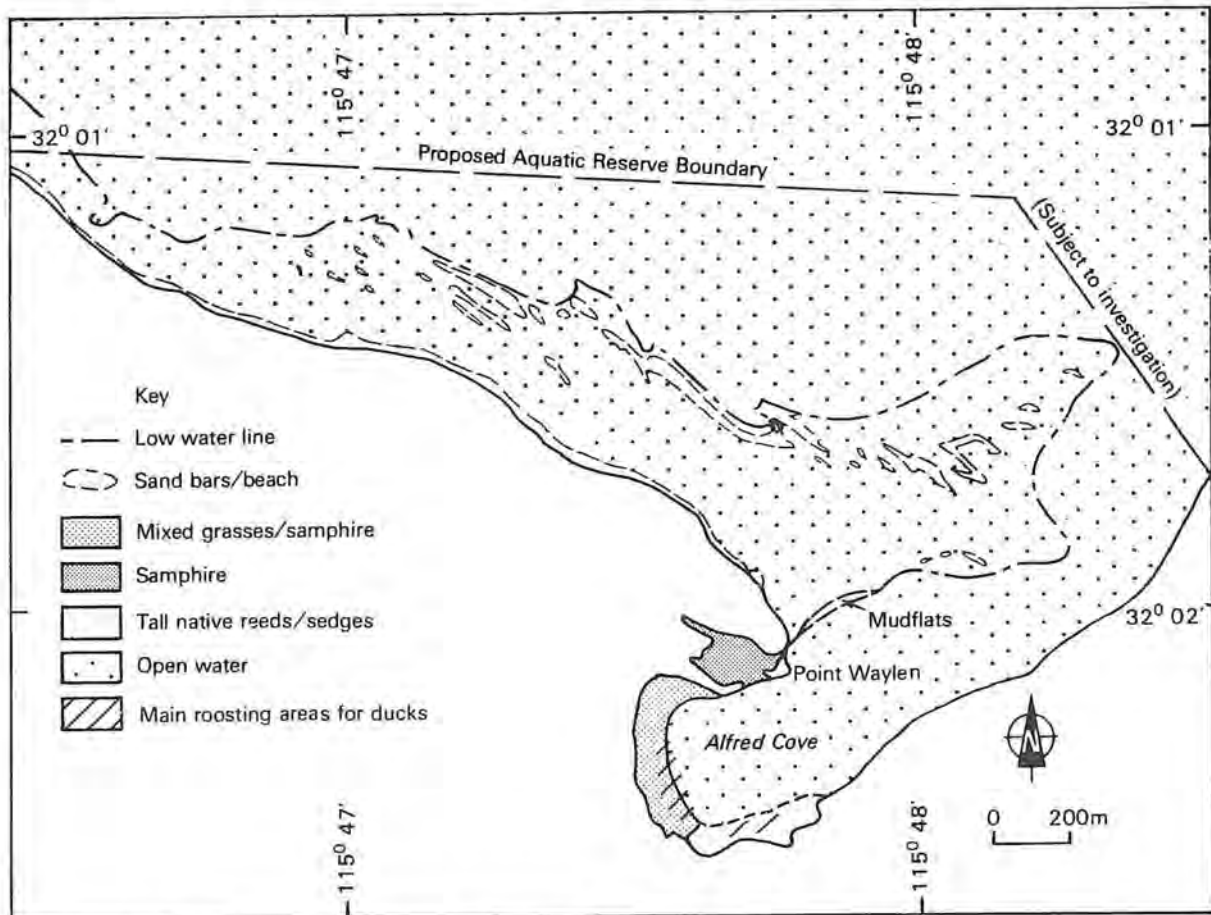 115° 47'
115° 48'
32° 01'
32° 01'
Proposed Aquatic Reserve Boundary
(Subject to Investigation)
Key
Low water line
Sand bars/beach
Mixed grasses/samphire
Samphire
Tall native reeds/sedges
Open water
Main roosting areas for ducks
Mudflats
32° 02'
Point Waylen
Alfred Cove
N
0 200m
115° 47'
115° 48'